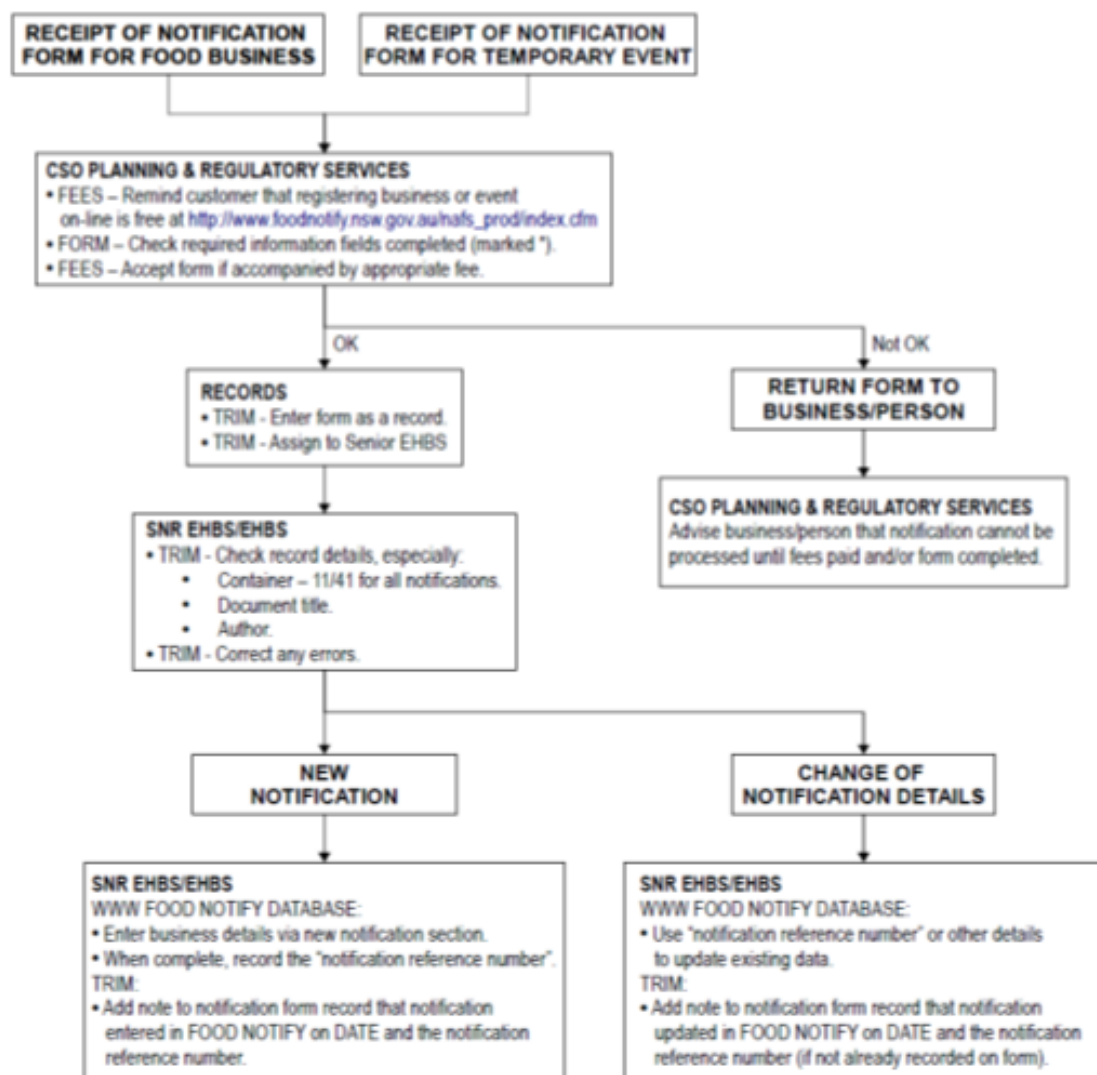 RECEIPT OF NOTIFICATION
FORM FOR FOOD BUSINESS
RECEIPT OF NOTIFICATION
FORM FOR TEMPORARY EVENT
CSO PLANNING & REGULATORY SERVICES
• FEES – Remind customer that registering business or event
on-line is free at http://www.foodnotify.nsw.gov.au/nafs_prod/index.cfm
• FORM – Check required information fields completed (marked *).
• FEES – Accept form if accompanied by appropriate fee.
OK
Not OK
RECORDS
• TRIM - Enter form as a record.
• TRIM - Assign to Senior EHBS
RETURN FORM TO
BUSINESS/PERSON
CSO PLANNING & REGULATORY SERVICES
Advise business/person that notification cannot be
processed until fees paid and/or form completed.
SNR EHBS/EHBS
• TRIM - Check record details, especially:
• Container – 11/41 for all notifications.
• Document title.
• Author.
• TRIM - Correct any errors.
NEW
NOTIFICATION
CHANGE OF
NOTIFICATION DETAILS
SNR EHBS/EHBS
WWW FOOD NOTIFY DATABASE:
• Enter business details via new notification section.
• When complete, record the "notification reference number".
TRIM:
• Add note to notification form record that notification
entered in FOOD NOTIFY on DATE and the notification
reference number.
SNR EHBS/EHBS
WWW FOOD NOTIFY DATABASE:
• Use "notification reference number" or other details
to update existing data.
TRIM:
• Add note to notification form record that notification
updated in FOOD NOTIFY on DATE and the notification
reference number (if not already recorded on form).